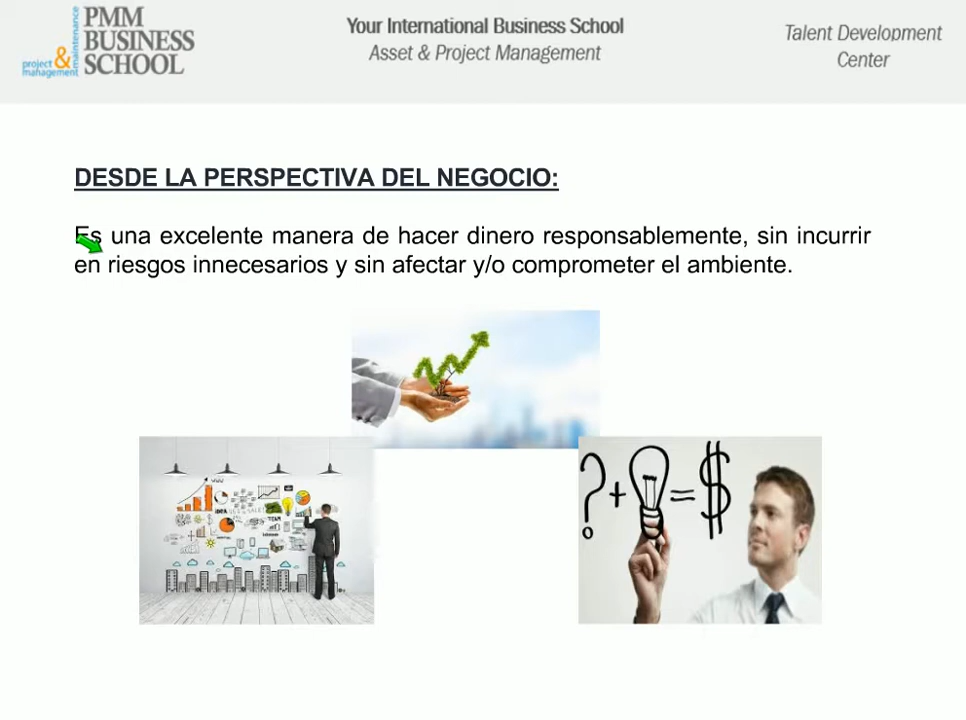 PMM
BUSINESS
SCHOOL
project & management
maintenance
Your International Business School
Asset & Project Management
Talent Development
Center
DESDE LA PERSPECTIVA DEL NEGOCIO:
Es una excelente manera de hacer dinero responsablemente, sin incurrir
en riesgos innecesarios y sin afectar y/o comprometer el ambiente.
IDEA
TEAM
? + = $